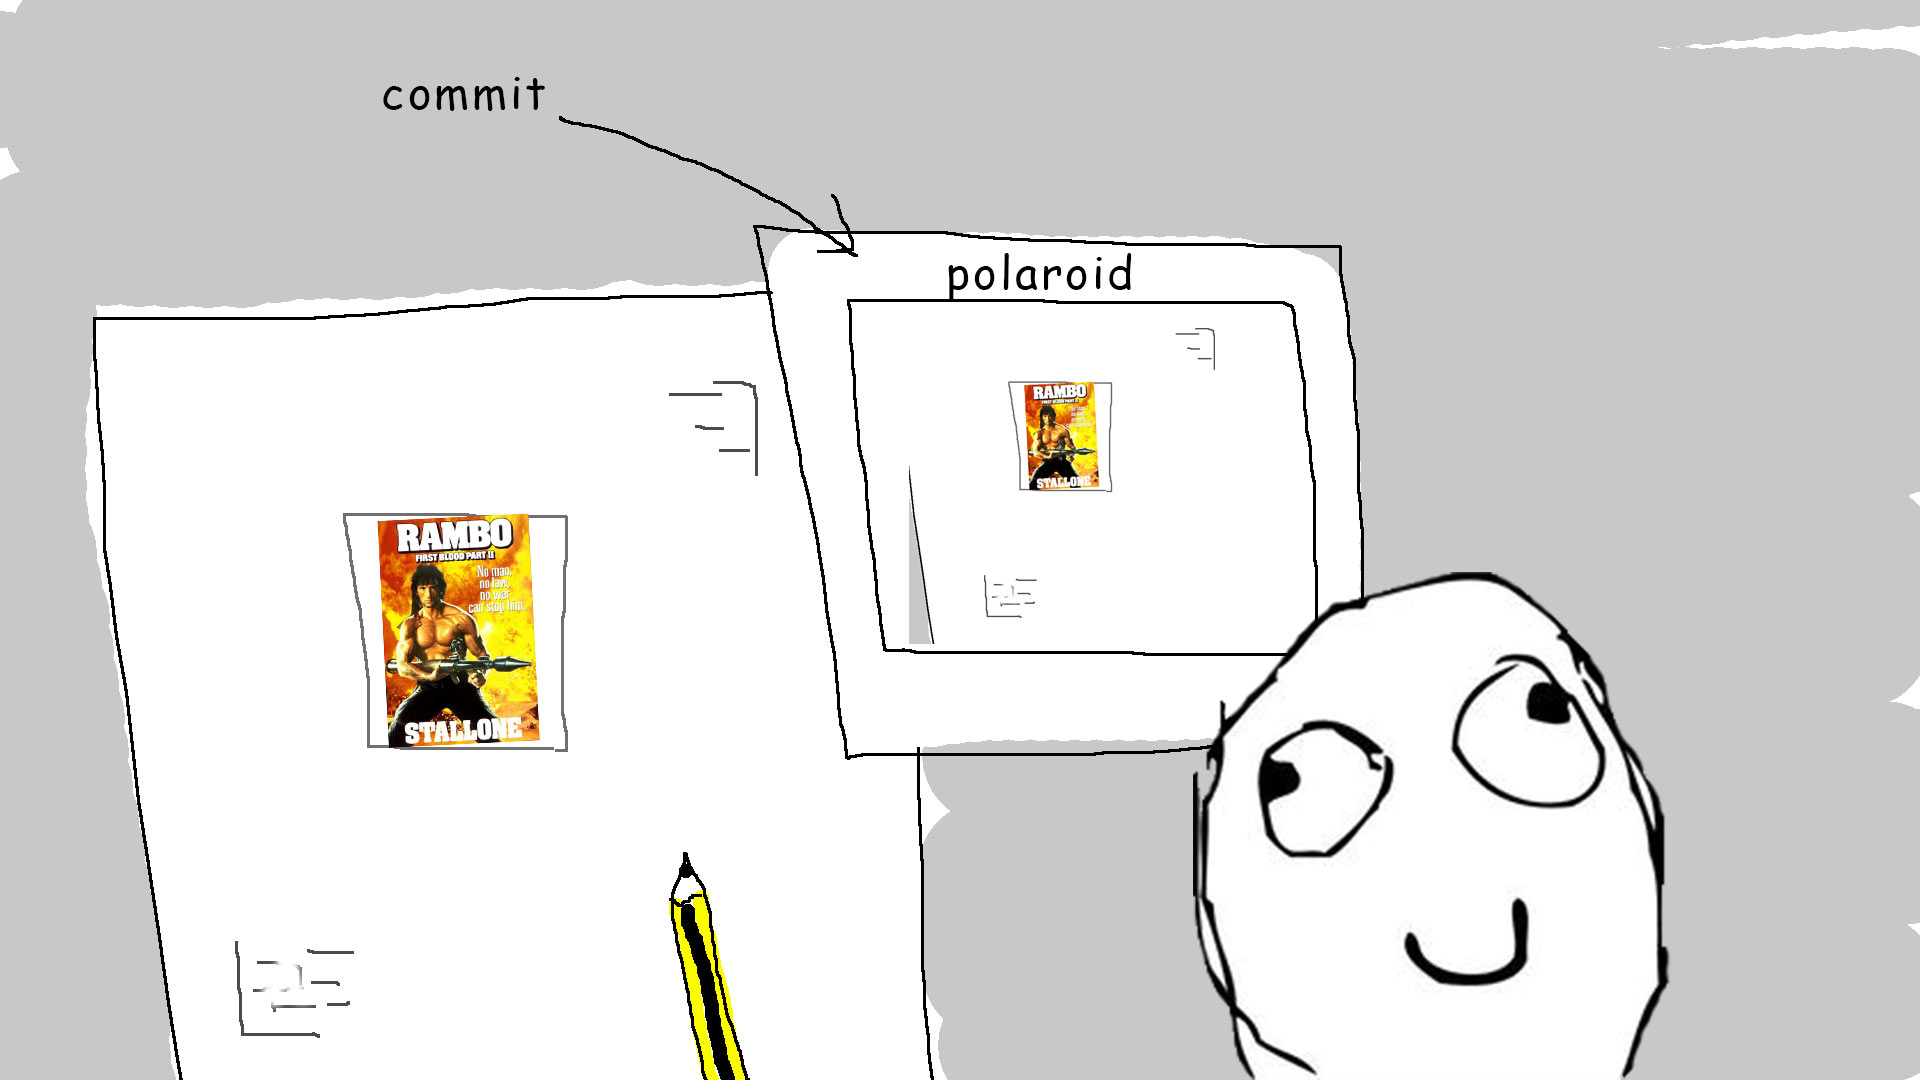 commit
polaroid
RAMBO
FIRST BLOOD PART II
No man,
no law,
no war
can stop him.
STALLONE
RAMBO
FIRST BLOOD PART II
STALLONE